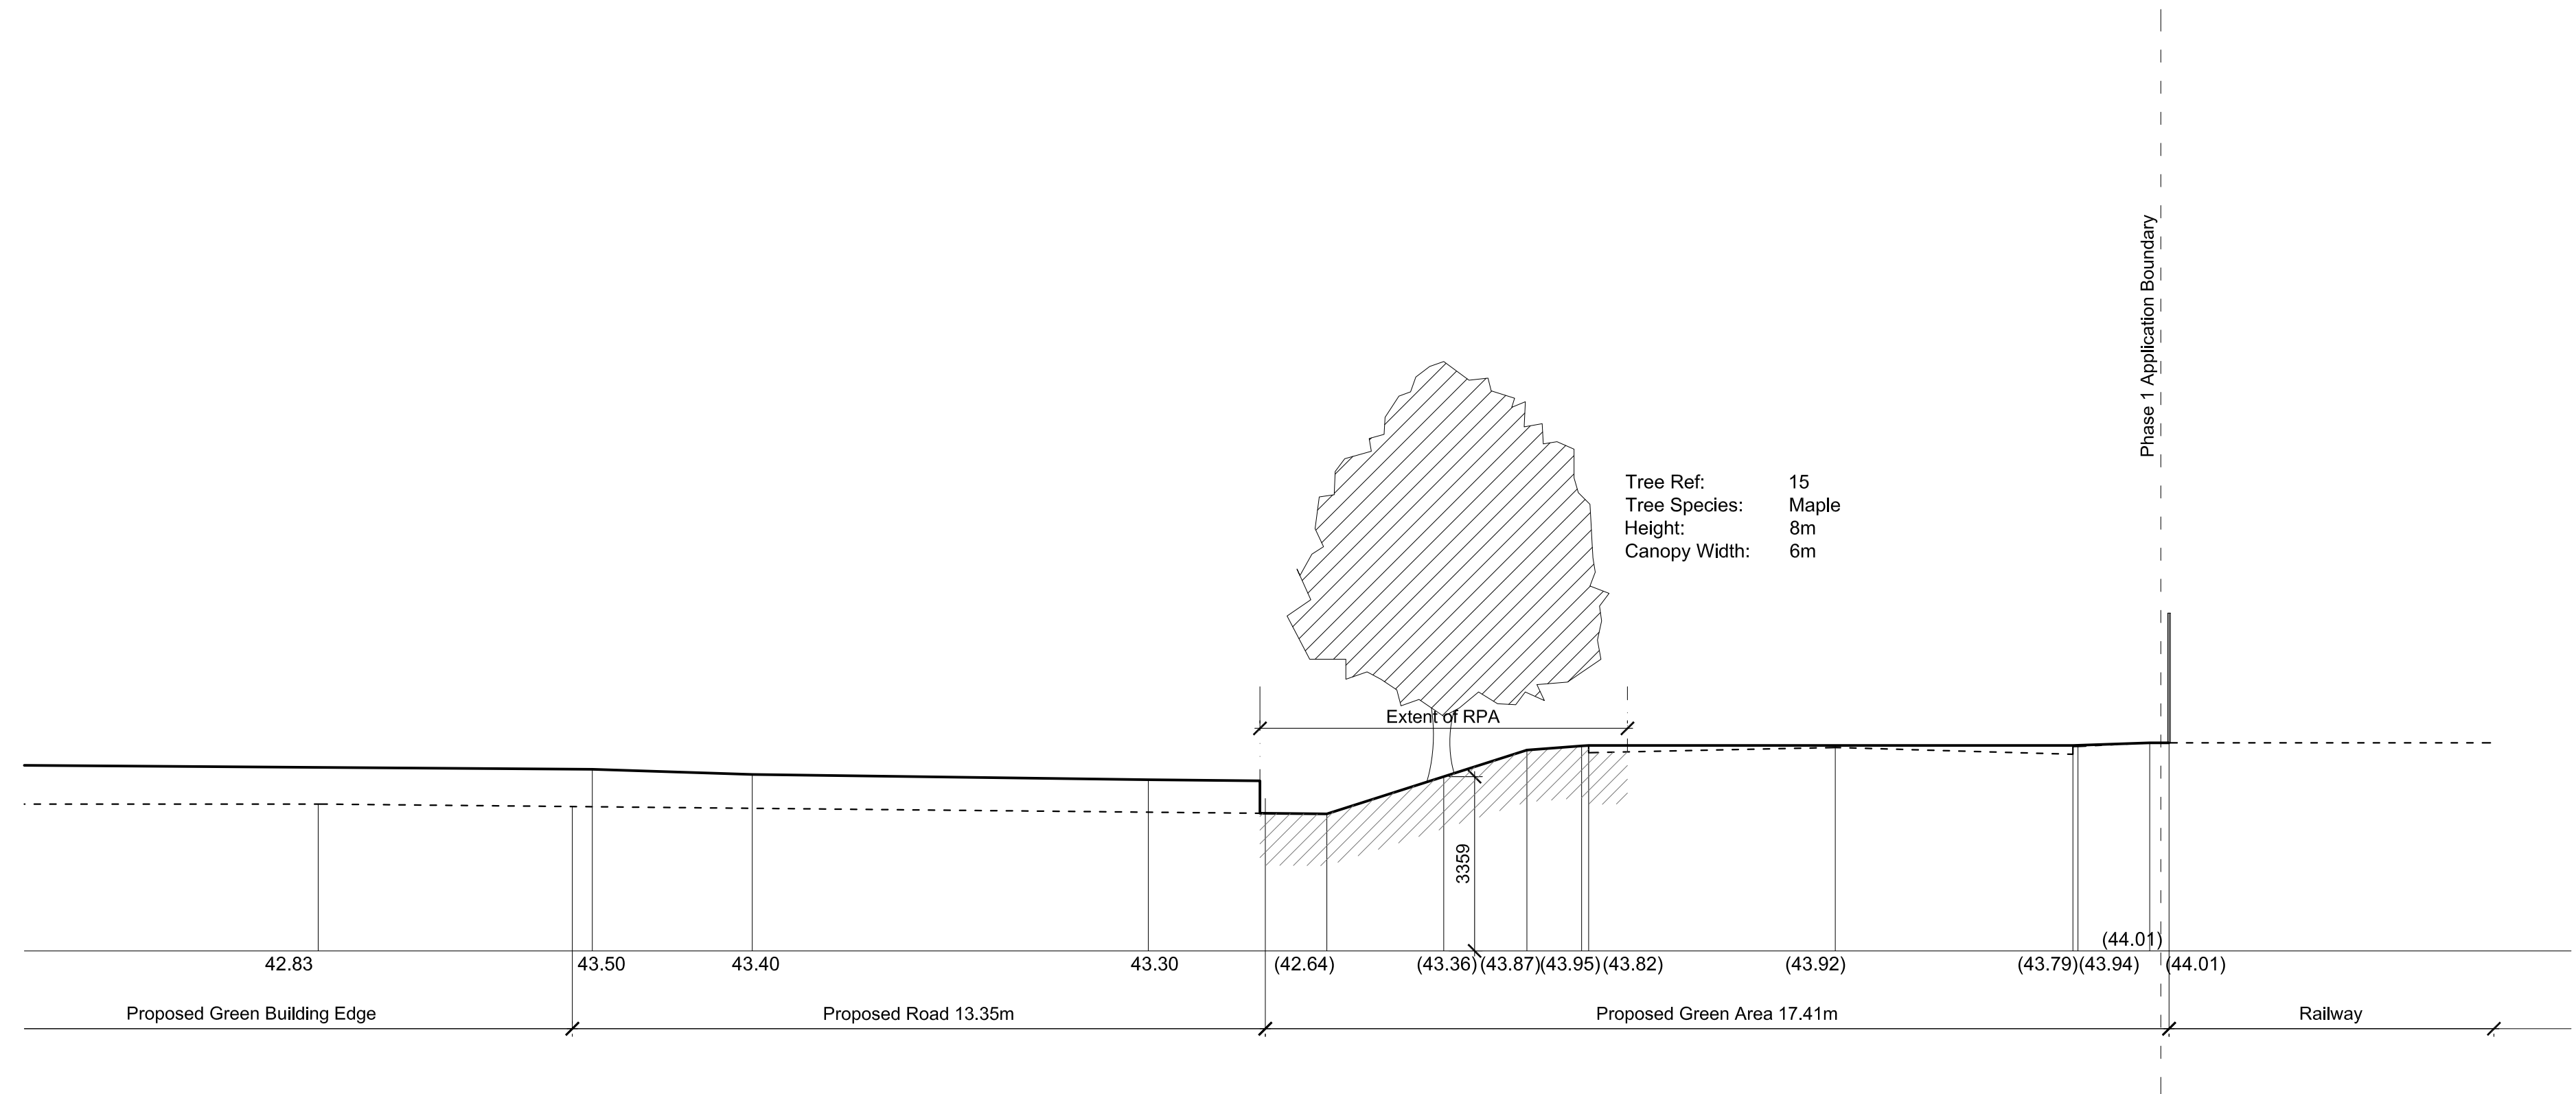 Phase 1 Application Boundary
Tree Ref: 15
Tree Species: Maple
Height: 8m
Canopy Width: 6m
Extent of RPA
3359
(44.01)
42.83 43.50 43.40 43.30 (42.64) (43.36) (43.87) (43.95) (43.82) (43.92) (43.79) (43.94) (44.01)
Proposed Green Building Edge Proposed Road 13.35m Proposed Green Area 17.41m Railway